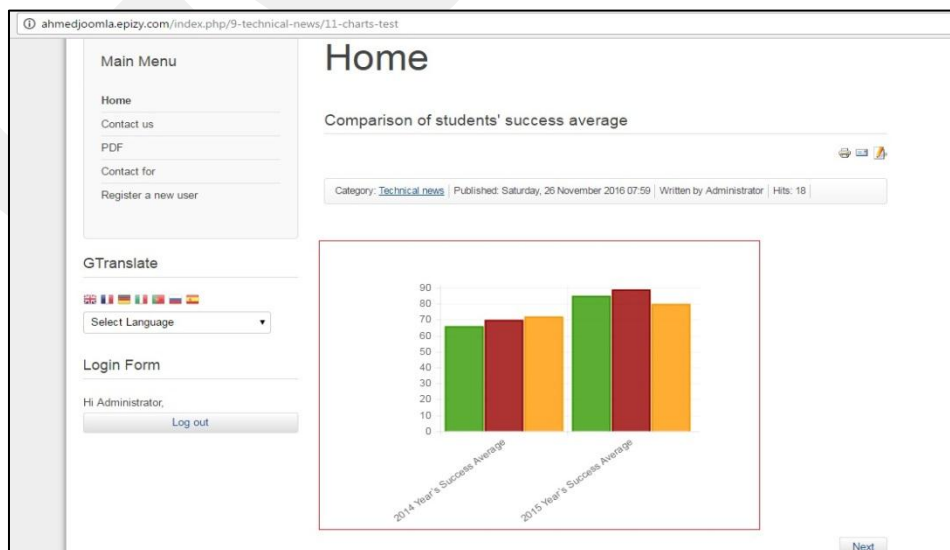 ahmedjoomla.epizy.com/index.php/9-technical-news/11-charts-test
Main Menu
Home
Contact us
PDF
Contact for
Register a new user
GTranslate
Select Language
Login Form
Hi Administrator,
Log out
Home
Comparison of students' success average
Category: Technical news | Published: Saturday, 26 November 2016 07:59 | Written by Administrator | Hits: 18 |
90
80
70
60
50
40
30
20
10
0
2014 Year's Success Average
2015 Year's Success Average
Next